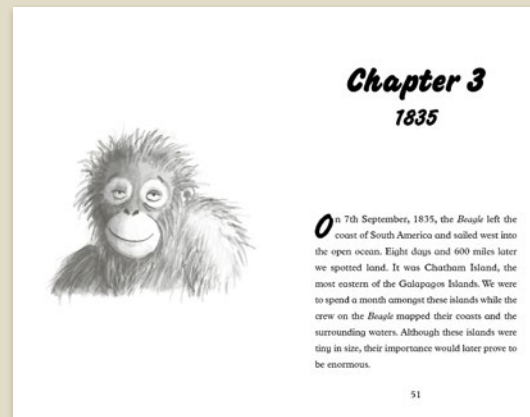 Chapter 3
1835
On 7th September, 1835, the Beagle left the
coast of South America and sailed west into
the open ocean. Eight days and 600 miles later
we spotted land. It was Chatham Island, the
most eastern of the Galapagos Islands. We were
to spend a month amongst these islands while the
crew on the Beagle mapped their coasts and the
surrounding waters. Although these islands were
tiny in size, their importance would later prove to
be enormous.
51